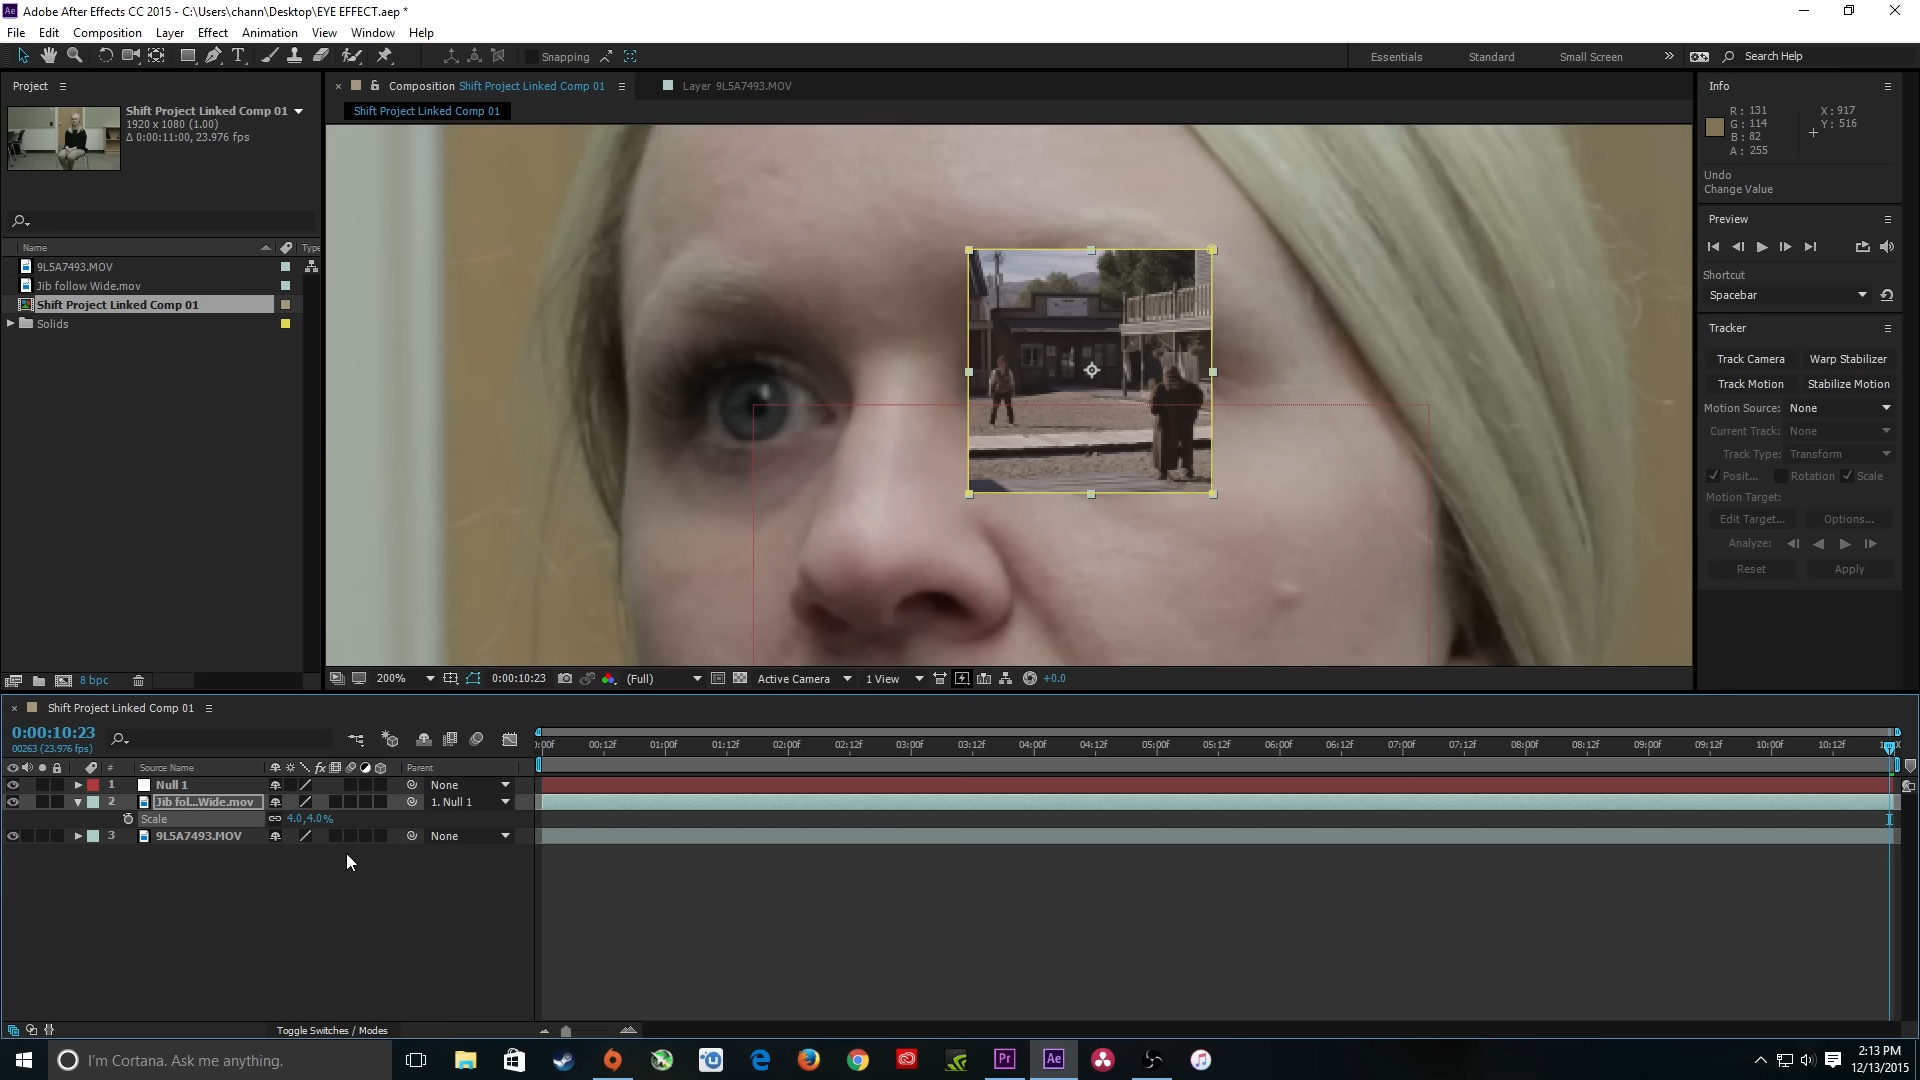 Ae Adobe After Effects CC 2015 - C:\Users\chann\Desktop\EYE EFFECT.aep *
File Edit Composition Layer Effect Animation View Window Help
T Snapping Essentials Standard Small Screen » Search Help
Project
Shift Project Linked Comp 01
1920 x 1080 (1.00)
Δ 0:00:11:00, 23.976 fps
Name Type
9L5A7493.MOV
Jib follow Wide.mov
Shift Project Linked Comp 01
Solids
8 bpc
× Composition Shift Project Linked Comp 01 Layer 9L5A7493.MOV
Shift Project Linked Comp 01
200% 0:00:10:23 (Full) Active Camera 1 View +0.0
Info
R : 131 X : 917
G : 114 Y : 516
B : 82
A : 255
Undo
Change Value
Preview
Shortcut
Spacebar
Tracker
Track Camera Warp Stabilizer
Track Motion Stabilize Motion
Motion Source: None
Current Track: None
Track Type: Transform
Posit... Rotation Scale
Motion Target:
Edit Target... Options...
Analyze:
Reset Apply
× Shift Project Linked Comp 01
0:00:10:23
00263 (23.976 fps)
:00f 00:12f 01:00f 01:12f 02:00f 02:12f 03:00f 03:12f 04:00f 04:12f 05:00f 05:12f 06:00f 06:12f 07:00f 07:12f 08:00f 08:12f 09:00f 09:12f 10:00f 10:12f
# Source Name fx Parent
1 Null 1 None
2 Jib fol...Wide.mov 1. Null 1
Scale 4.0,4.0%
3 9L5A7493.MOV None
Toggle Switches / Modes
I'm Cortana. Ask me anything. Pr Ae 2:13 PM
12/13/2015